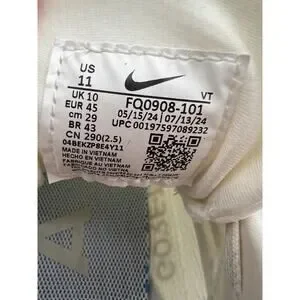 US
11
UK 10
EUR 45
cm 29
BR 43
CN 290(2.5)
VT
FQ0908-101
05/15/24 07/13/24
UPC 00197597089232
04BEKZP8E4Y11
MADE IN VIETNAM
HECHO EN VIETNAM
FABRIQUE AU
VIETNAM